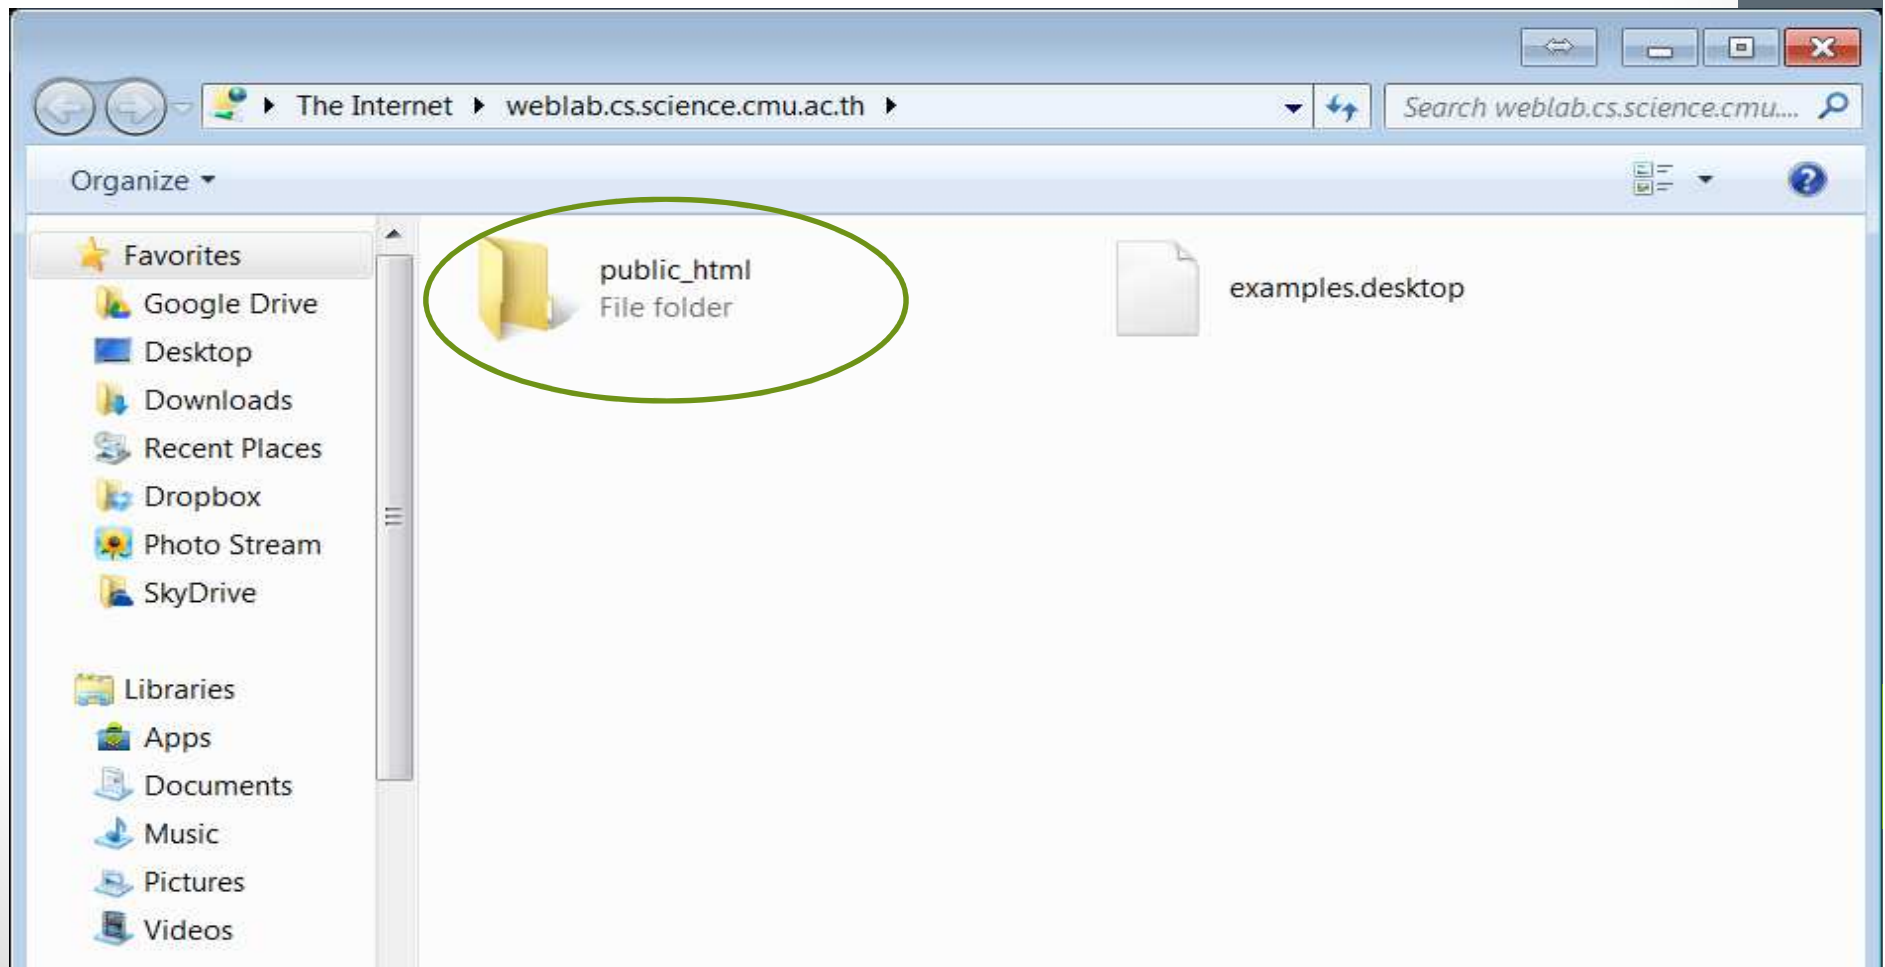 The Internet weblab.cs.science.cmu.ac.th
Search weblab.cs.science.cmu....
Organize
Favorites
Google Drive
Desktop
Downloads
Recent Places
Dropbox
Photo Stream
SkyDrive
Libraries
Apps
Documents
Music
Pictures
Videos
public_html
File folder
examples.desktop